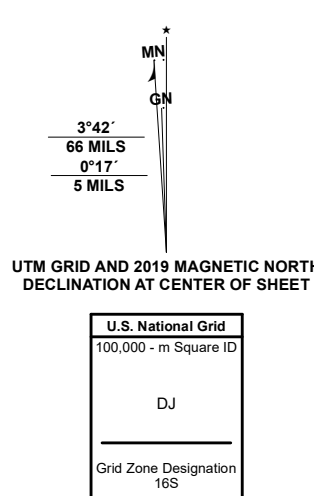 ★
MN
GN
3°42´
66 MILS
0°17´
5 MILS
UTM GRID AND 2019 MAGNETIC NORTH
DECLINATION AT CENTER OF SHEET
U.S. National Grid
100,000 - m Square ID
DJ
Grid Zone Designation
16S